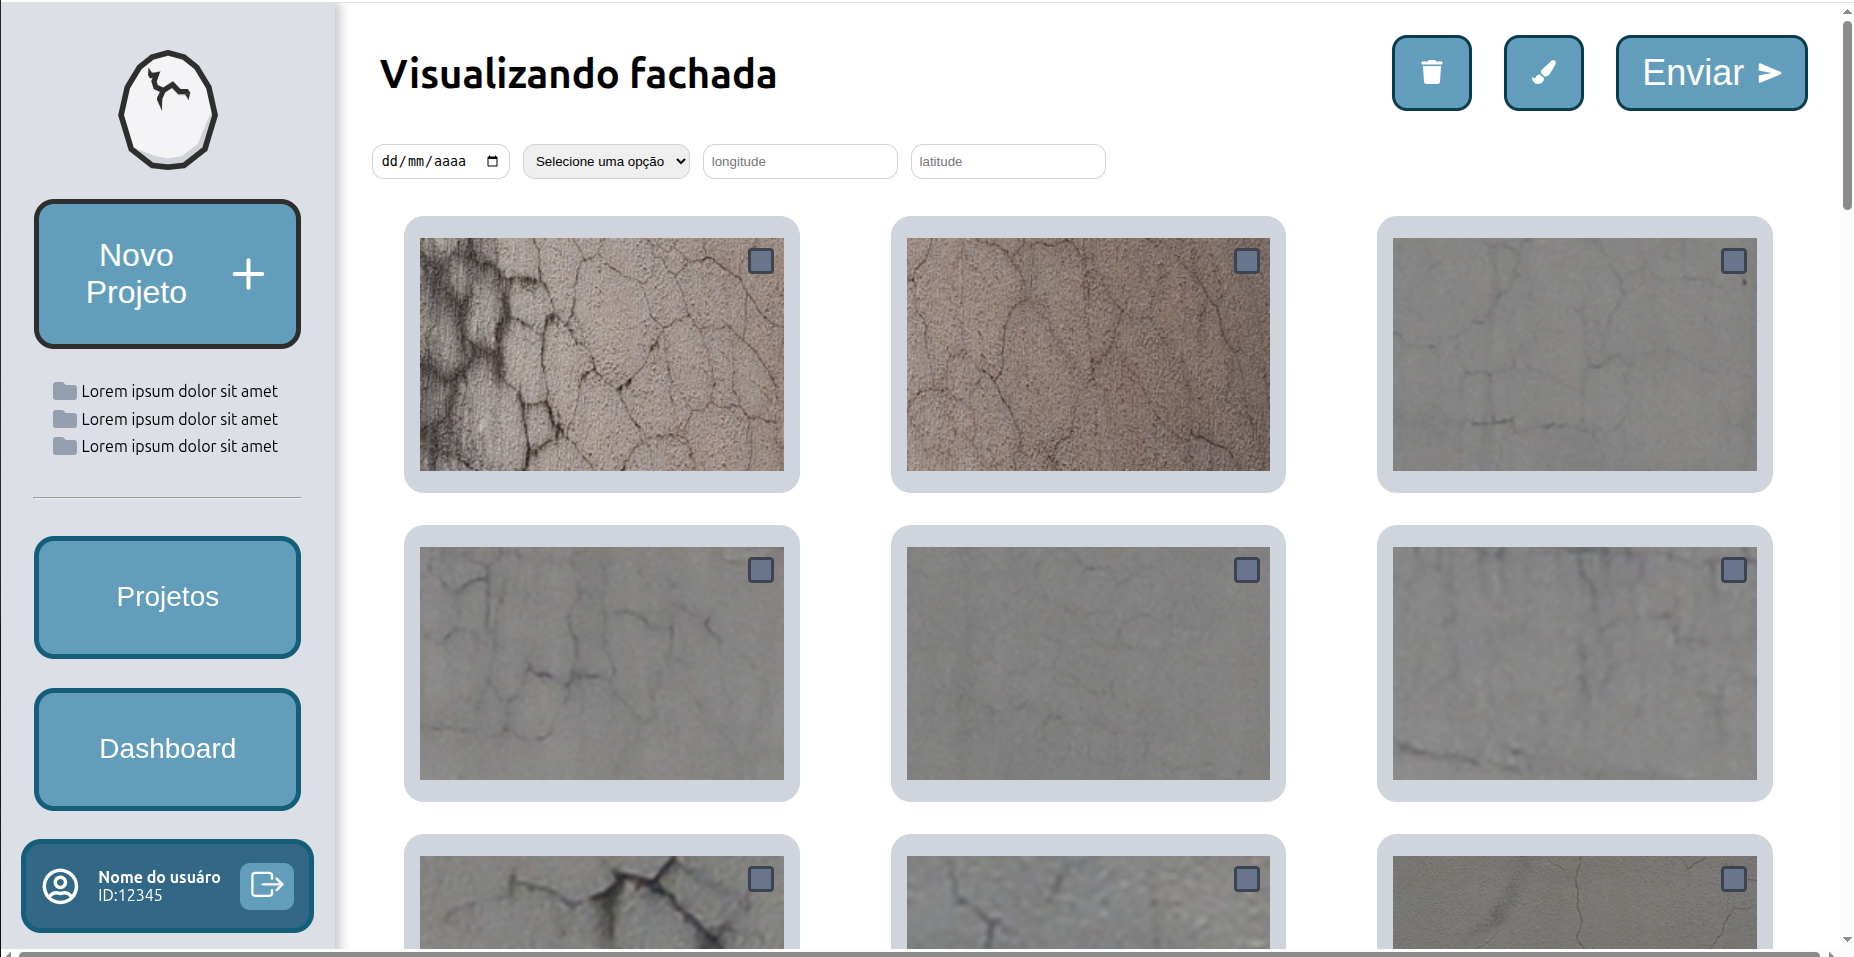 Visualizando fachada
Enviar
dd/mm/aaaa
Selecione uma opção
longitude
latitude
Novo
Projeto
Lorem ipsum dolor sit amet
Lorem ipsum dolor sit amet
Lorem ipsum dolor sit amet
Projetos
Dashboard
Nome do usuáro
ID:12345